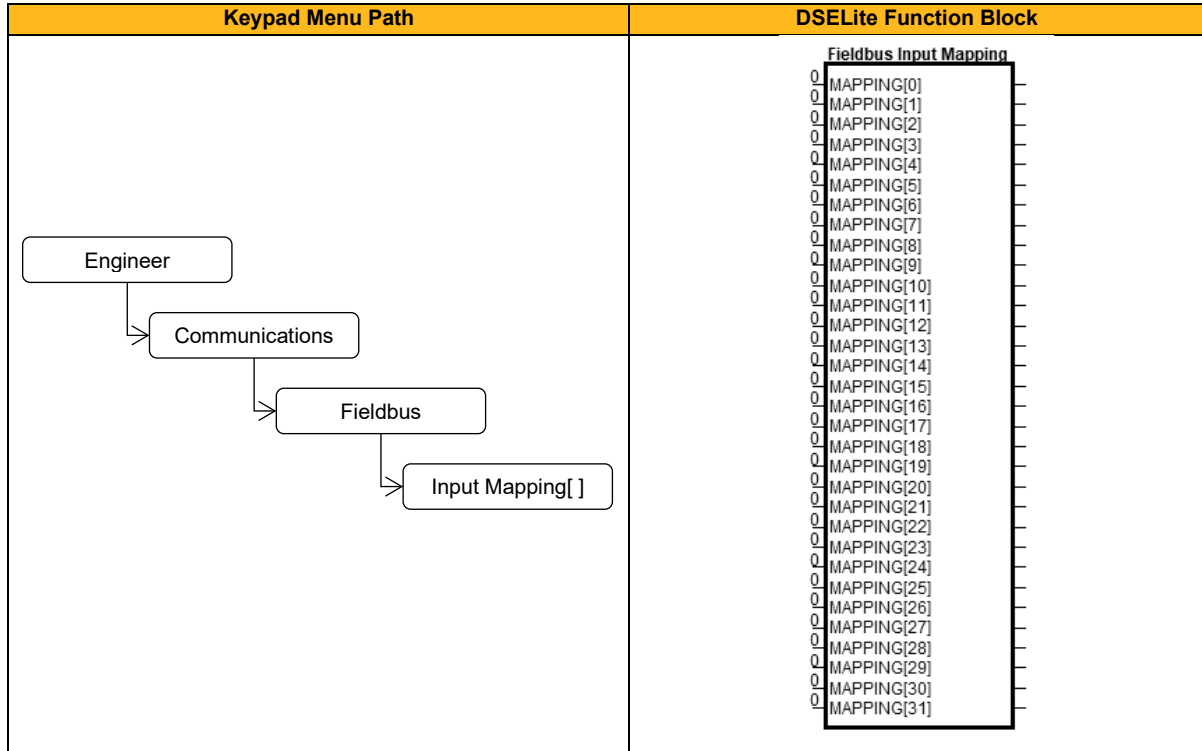 Keypad Menu Path
DSELite Function Block
Engineer
Communications
Fieldbus
Input Mapping[ ]
Fieldbus Input Mapping
0 MAPPING[0]
0 MAPPING[1]
0 MAPPING[2]
0 MAPPING[3]
0 MAPPING[4]
0 MAPPING[5]
0 MAPPING[6]
0 MAPPING[7]
0 MAPPING[8]
0 MAPPING[9]
0 MAPPING[10]
0 MAPPING[11]
0 MAPPING[12]
0 MAPPING[13]
0 MAPPING[14]
0 MAPPING[15]
0 MAPPING[16]
0 MAPPING[17]
0 MAPPING[18]
0 MAPPING[19]
0 MAPPING[20]
0 MAPPING[21]
0 MAPPING[22]
0 MAPPING[23]
0 MAPPING[24]
0 MAPPING[25]
0 MAPPING[26]
0 MAPPING[27]
0 MAPPING[28]
0 MAPPING[29]
0 MAPPING[30]
0 MAPPING[31]